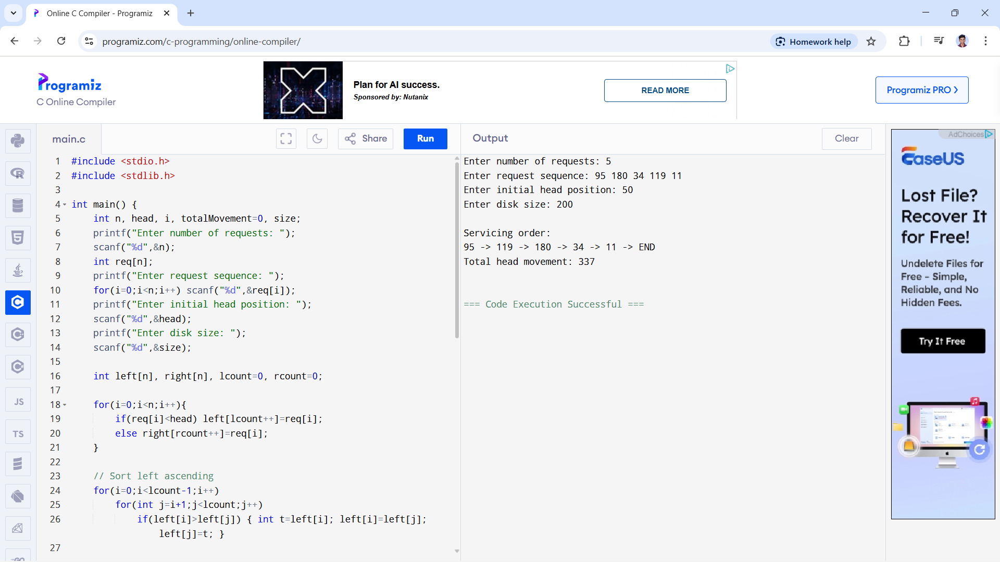 Online C Compiler - Programiz
programiz.com/c-programming/online-compiler/
Homework help
Programiz
C Online Compiler
Plan for AI success.
Sponsored by: Nutanix
READ MORE
Programiz PRO
main.c
Share
Run
Output
Clear
1 #include <stdio.h>
2 #include <stdlib.h>
3
4 int main() {
5 int n, head, i, totalMovement=0, size;
6 printf("Enter number of requests: ");
7 scanf("%d",&n);
8 int req[n];
9 printf("Enter request sequence: ");
10 for(i=0;i<n;i++) scanf("%d",&req[i]);
11 printf("Enter initial head position: ");
12 scanf("%d",&head);
13 printf("Enter disk size: ");
14 scanf("%d",&size);
15
16 int left[n], right[n], lcount=0, rcount=0;
17
18 for(i=0;i<n;i++){
19 if(req[i]<head) left[lcount++]=req[i];
20 else right[rcount++]=req[i];
21 }
22
23 // Sort left ascending
24 for(i=0;i<lcount-1;i++)
25 for(int j=i+1;j<lcount;j++)
26 if(left[i]>left[j]) { int t=left[i]; left[i]=left[j];
left[j]=t; }
27
Enter number of requests: 5
Enter request sequence: 95 180 34 119 11
Enter initial head position: 50
Enter disk size: 200
Servicing order:
95 -> 119 -> 180 -> 34 -> 11 -> END
Total head movement: 337
=== Code Execution Successful ===
JS
TS
AdChoices
EaseUS
Lost File?
Recover It
for Free!
Undelete Files for
Free - Simple,
Reliable, and No
Hidden Fees.
Try It Free